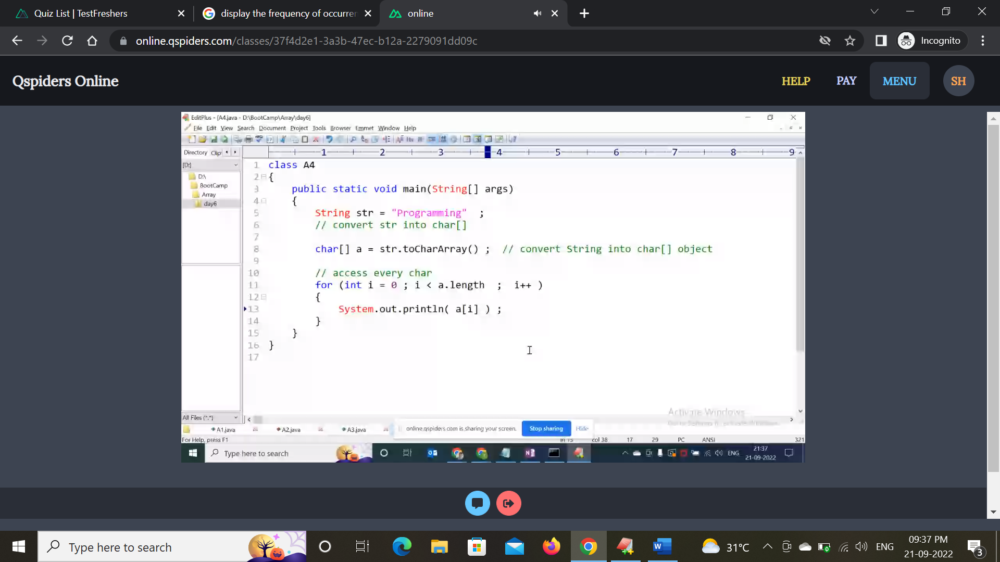 Quiz List | TestFreshers
display the frequency of occurren
online
online.qspiders.com/classes/37f4d2e1-3a3b-47ec-b12a-2279091dd09c
Incognito
Qspiders Online
HELP
PAY
MENU
SH
EditPlus - [A4.java - D:\BootCamp\Array\day6]
File Edit View Search Document Project Tools Browser Emmet Window Help
Directory Clip
1 2 3 4 5 6 7 8 9
[D:]
D:\
BootCamp
Array
day6
1 class A4
2 {
3 public static void main(String[] args)
4 {
5 String str = "Programming" ;
6 // convert str into char[]
7
8 char[] a = str.toCharArray() ; // convert String into char[] object
9
10 // access every char
11 for (int i = 0 ; i < a.length ; i++ )
12 {
13 System.out.println( a[i] ) ;
14 }
15 }
16 }
17
Activate Windows
All Files (*.*)
A1.java A2.java A3.java
online.qspiders.com is sharing your screen. Stop sharing Hide
For Help, press F1
col 38 17 29 PC ANSI 321
Type here to search
ENG
21:37
21-09-2022
Type here to search
31°C
ENG
09:37 PM
21-09-2022
3